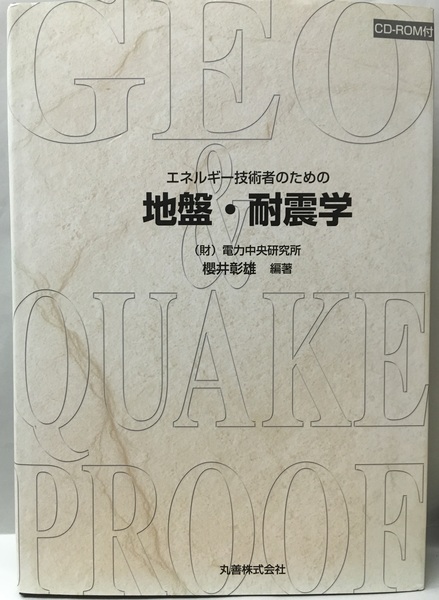 GEO
CD-ROM付
&
エネルギー技術者のための
地盤・耐震学
(財) 電力中央研究所
櫻井彰雄 編著
QUAKE
PROOF
丸善株式会社